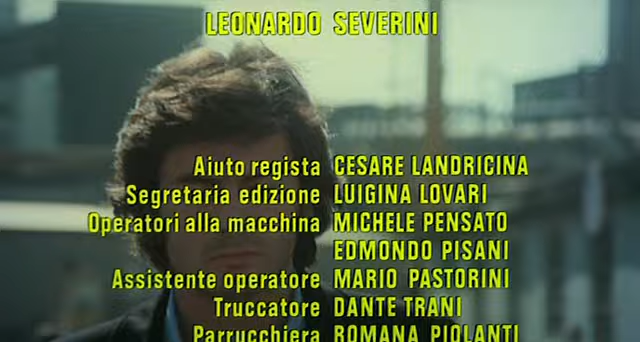 LEONARDO SEVERINI
Aiuto regista CESARE LANDRICINA
Segretaria edizione LUIGINA LOVARI
Operatori alla macchina MICHELE PENSATO
EDMONDO PISANI
Assistente operatore MARIO PASTORINI
Truccatore DANTE TRANI
Parrucchiera ROMANA PIOLANTI